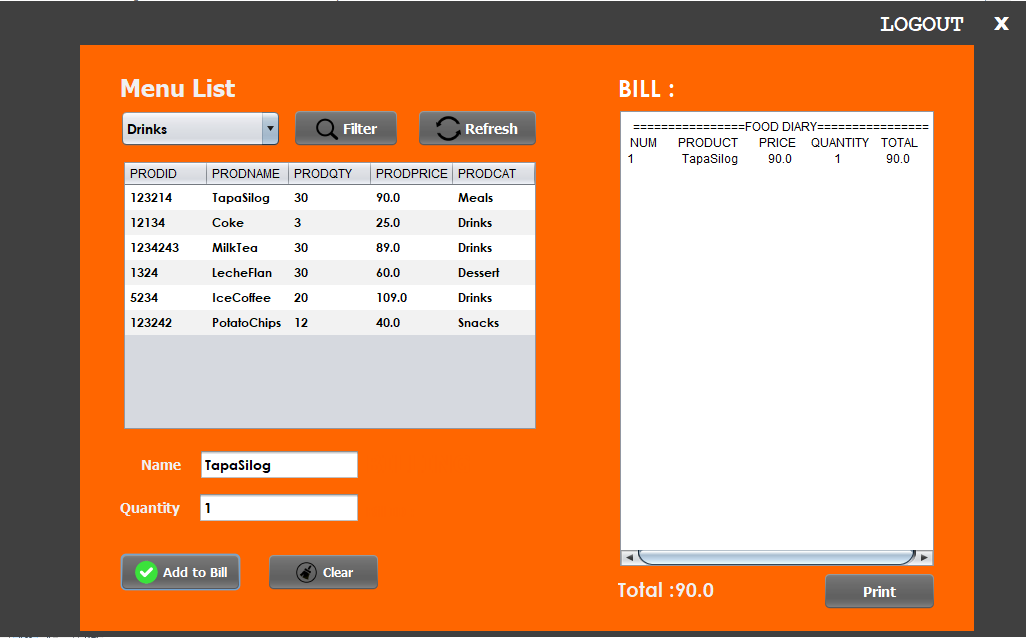 LOGOUT X
Menu List
Drinks Filter Refresh
PRODID PRODNAME PRODQTY PRODPRICE PRODCAT
123214 TapaSilog 30 90.0 Meals
12134 Coke 3 25.0 Drinks
1234243 MilkTea 30 89.0 Drinks
1324 LecheFlan 30 60.0 Dessert
5234 IceCoffee 20 109.0 Drinks
123242 PotatoChips 12 40.0 Snacks
Name TapaSilog
Quantity 1
Add to Bill Clear
BILL :
================FOOD DIARY================
NUM PRODUCT PRICE QUANTITY TOTAL
1 TapaSilog 90.0 1 90.0
Total :90.0 Print